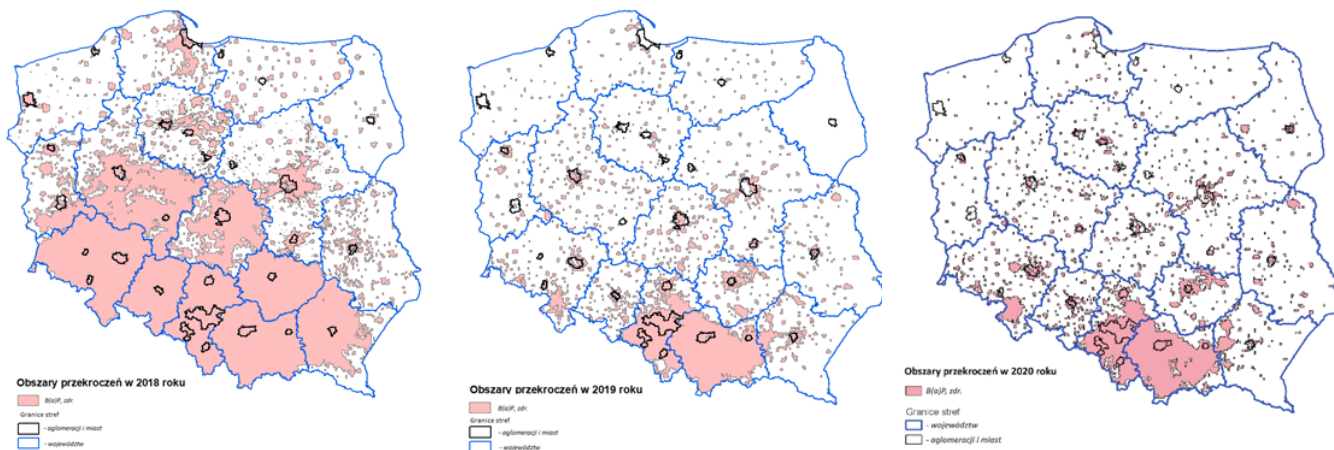 Obszary przekroczeń w 2018 roku
B(a)P, zdr.
Granice stref
- aglomeracji i miast
- województw
Obszary przekroczeń w 2019 roku
B(a)P, zdr.
Granice stref
- aglomeracji i miast
- województw
Obszary przekroczeń w 2020 roku
B(a)P, zdr.
Granice stref
- województw
- aglomeracji i miast